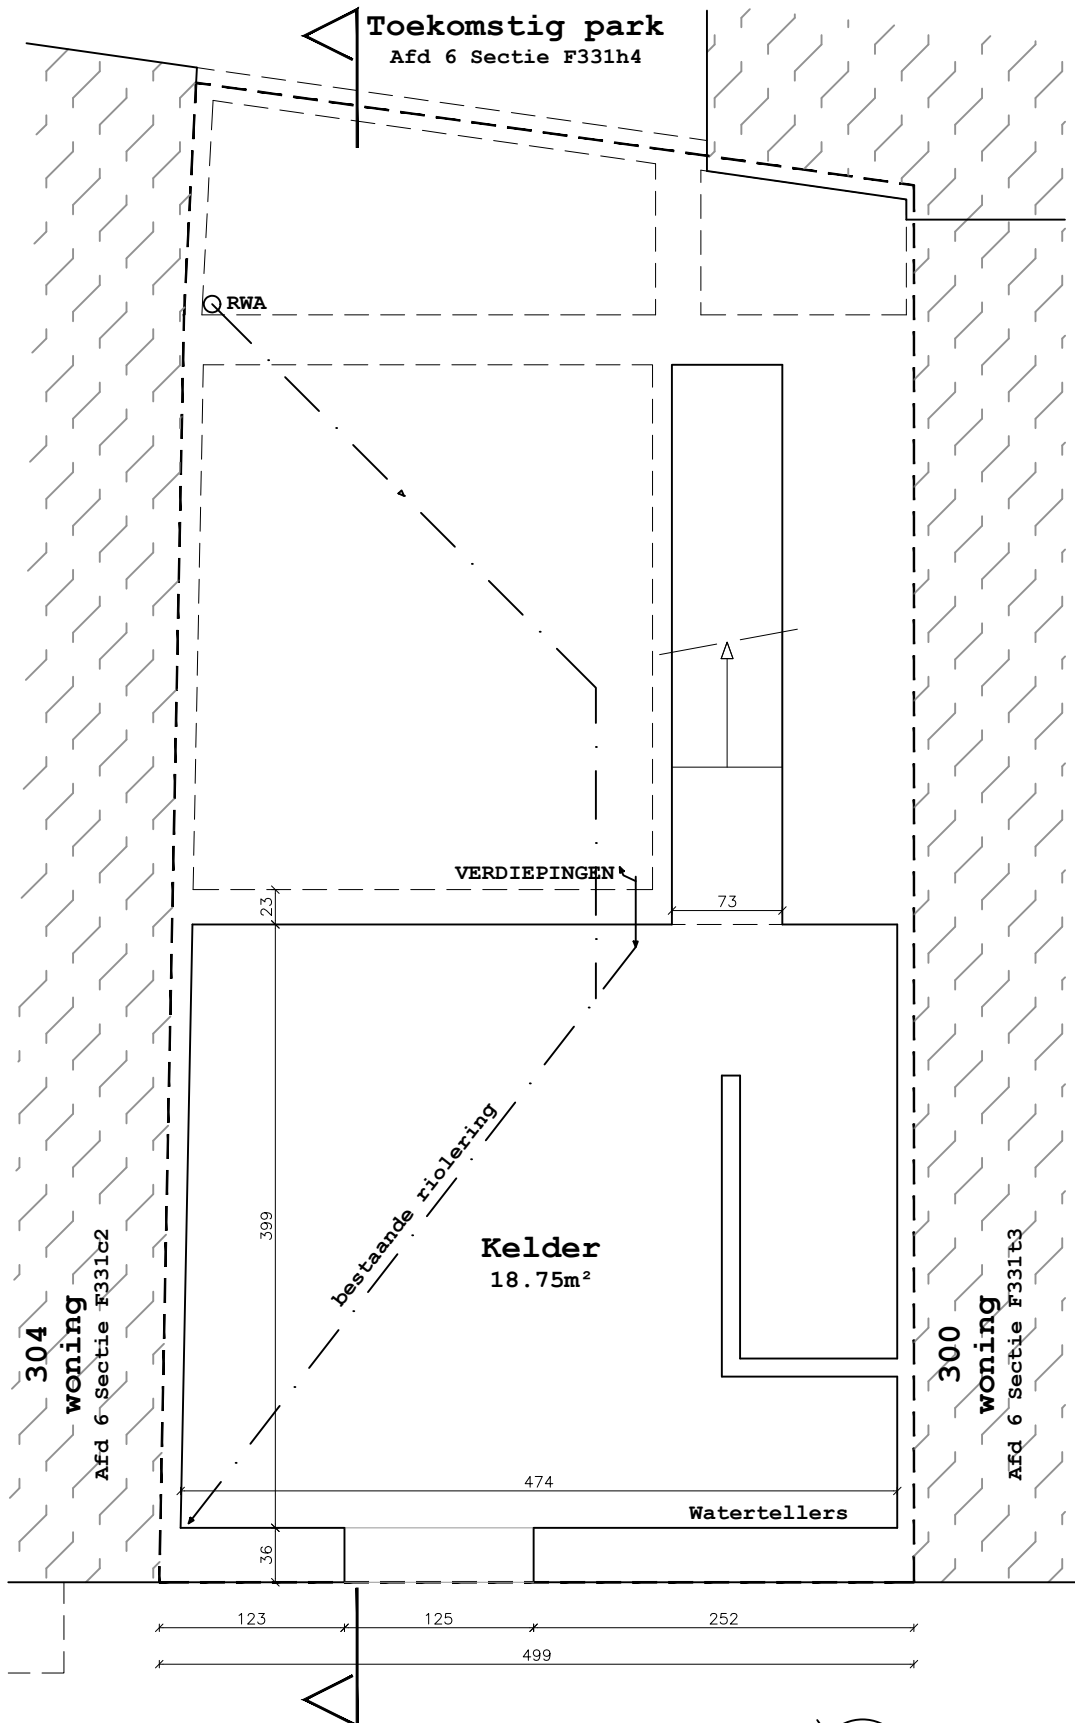 Toekomstig park
Afd 6 Sectie F331h4
RWA
VERDIEPINGEN
23
73
bestaande riolering
399
Kelder
18.75m²
304
woning
Afd 6 Sectie F331c2
300
woning
Afd 6 Sectie F331t3
474
Watertellers
36
123
125
252
499